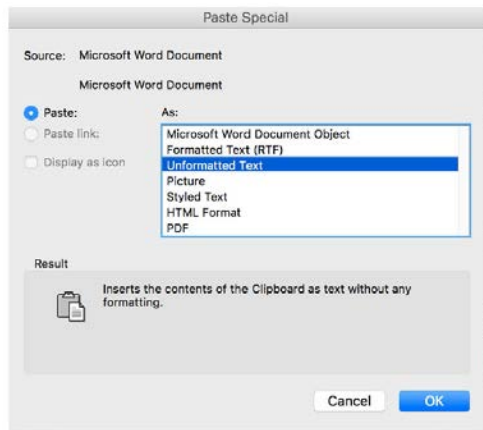 Paste Special
Source: Microsoft Word Document
Microsoft Word Document
Paste:
Paste link:
Display as icon
As:
Microsoft Word Document Object
Formatted Text (RTF)
Unformatted Text
Picture
Styled Text
HTML Format
PDF
Result
Inserts the contents of the Clipboard as text without any
formatting.
Cancel
OK